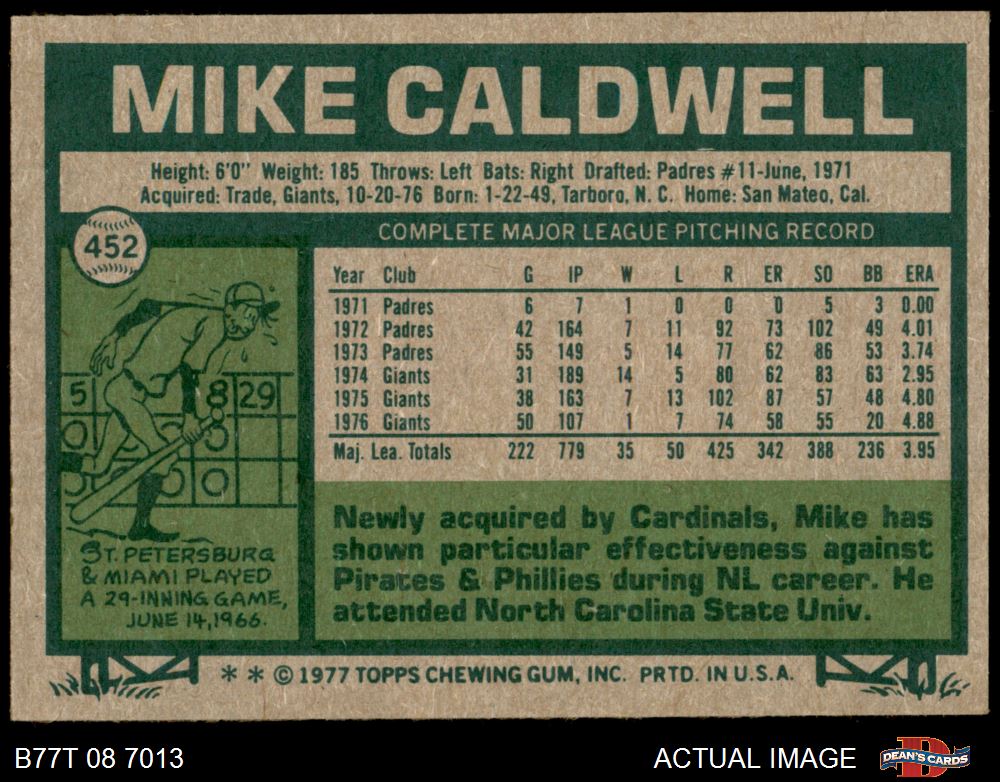 MIKE CALDWELL
Height: 6'0" Weight: 185 Throws: Left Bats: Right Drafted: Padres #11-June, 1971
Acquired: Trade, Giants, 10-20-76 Born: 1-22-49, Tarboro, N. C. Home: San Mateo, Cal.
452
COMPLETE MAJOR LEAGUE PITCHING RECORD
Year Club G IP W L R ER SO BB ERA
1971 Padres 6 7 1 0 0 0 5 3 0.00
1972 Padres 42 164 7 11 92 73 102 49 4.01
1973 Padres 55 149 5 14 77 62 86 53 3.74
1974 Giants 31 189 14 5 80 62 83 63 2.95
1975 Giants 38 163 7 13 102 87 57 48 4.80
1976 Giants 50 107 1 7 74 58 55 20 4.88
Maj. Lea. Totals 222 779 35 50 425 342 388 236 3.95
5 8 29
0 0
0 0
ST. PETERSBURG
& MIAMI PLAYED
A 29-INNING GAME,
JUNE 14, 1966.
Newly acquired by Cardinals, Mike has
shown particular effectiveness against
Pirates & Phillies during NL career. He
attended North Carolina State Univ.
* * © 1977 TOPPS CHEWING GUM, INC. PRTD. IN U.S.A.
B77T 08 7013
ACTUAL IMAGE
DEAN'S CARDS